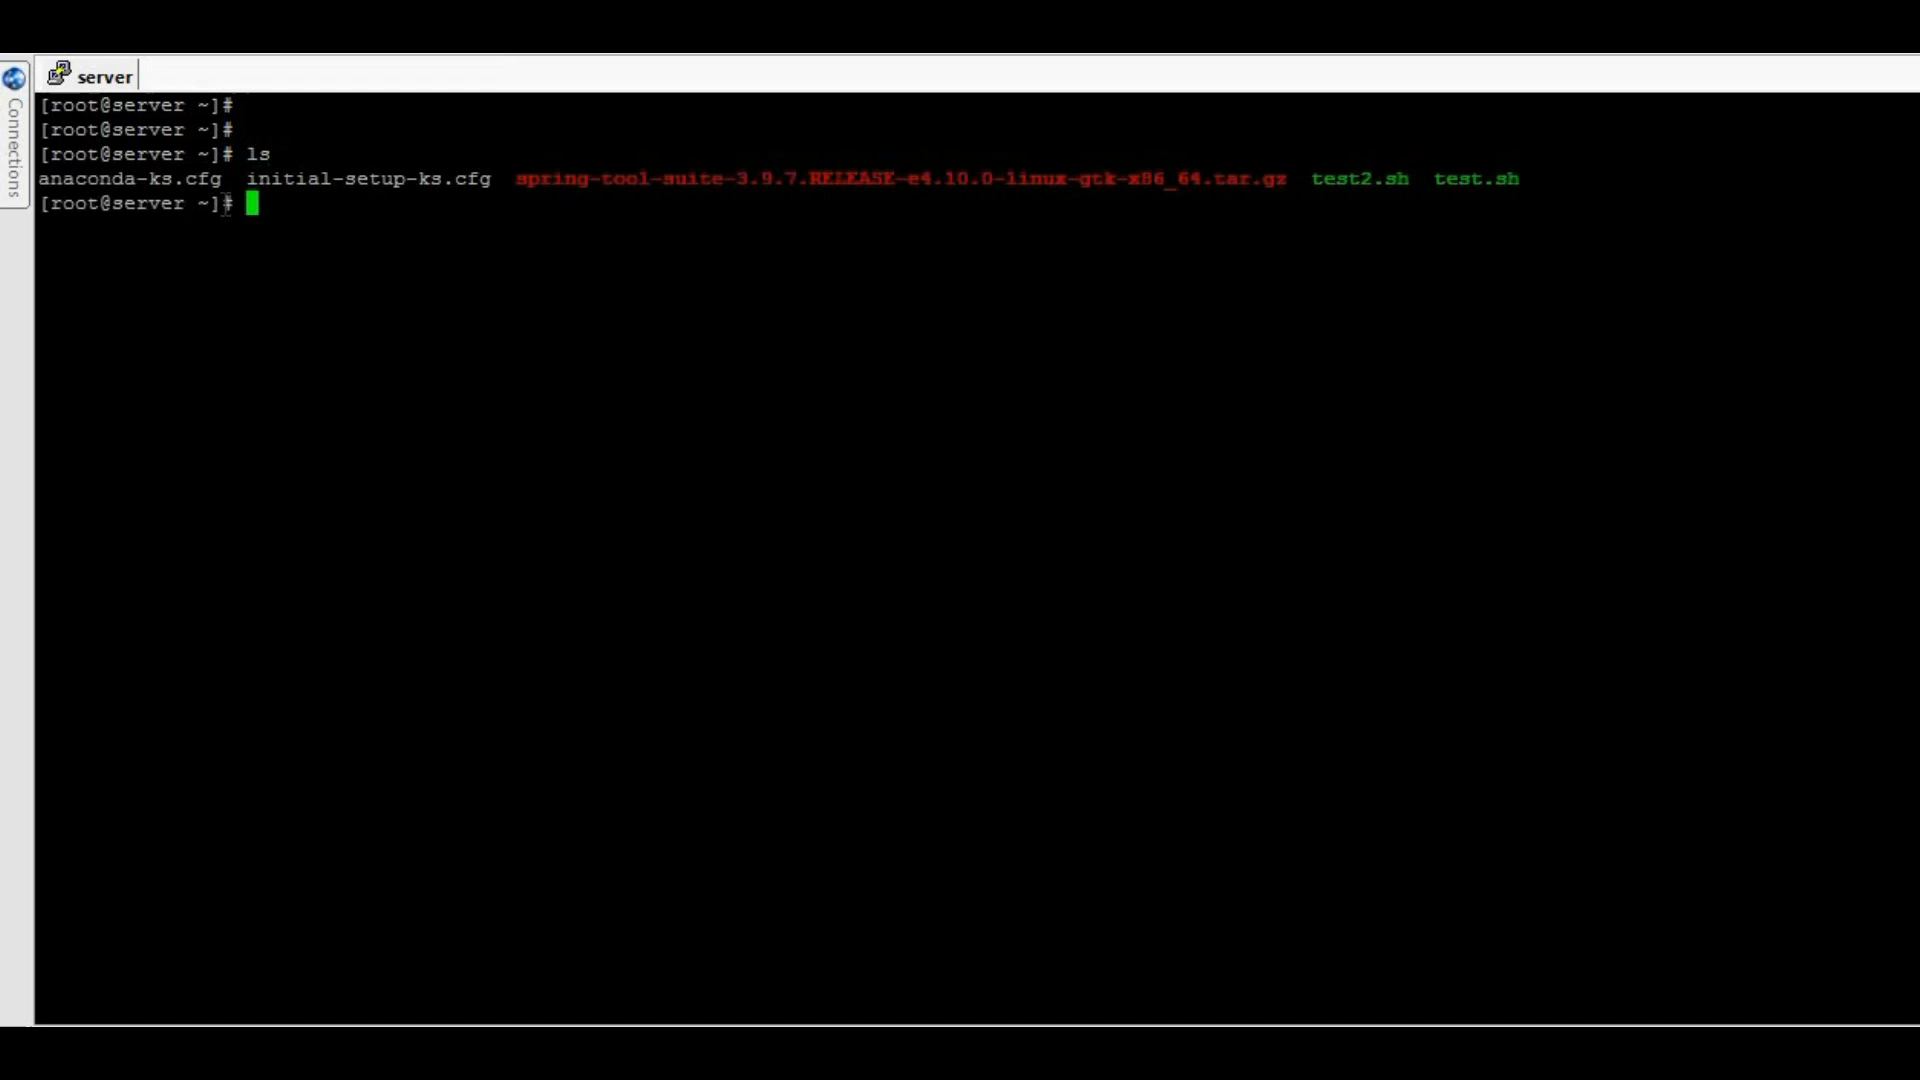 server
Connections
[root@server ~]#
[root@server ~]#
[root@server ~]# ls
anaconda-ks.cfg  initial-setup-ks.cfg  spring-tool-suite-3.9.7.RELEASE-e4.10.0-linux-gtk-x86_64.tar.gz  test2.sh  test.sh
[root@server ~]#